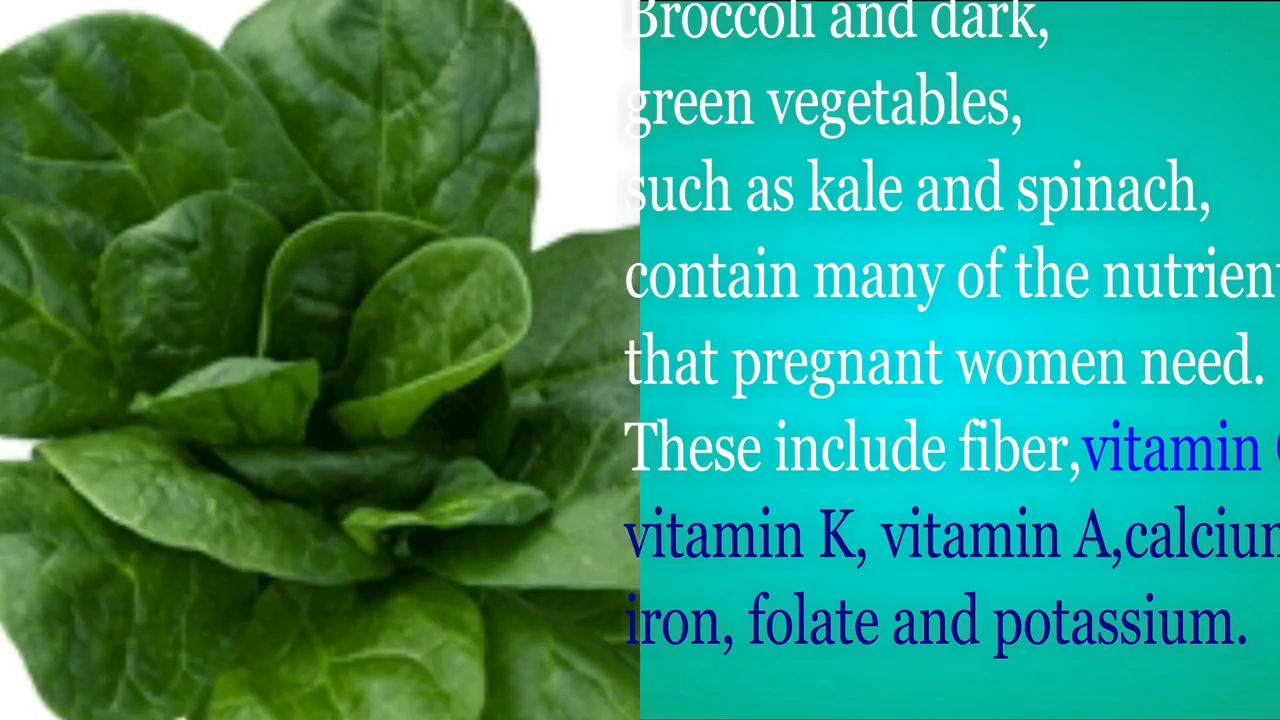 Broccoli and dark,
green vegetables,
such as kale and spinach,
contain many of the nutrien
that pregnant women need.
These include fiber,vitamin
vitamin K, vitamin A,calciun
iron, folate and potassium.